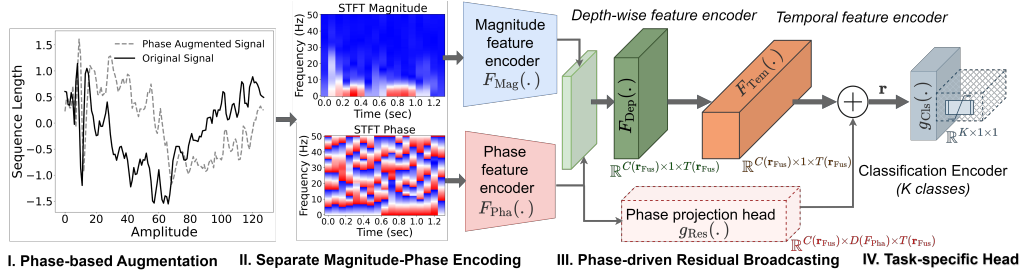 Sequence Length
1.5
1.0
0.5
0.0
−0.5
−1.0
−1.5
Phase Augmented Signal
Original Signal
0 20 40 60 80 100 120
Amplitude
STFT Magnitude
Frequency (Hz)
50
40
30
20
10
0
0.0 0.2 0.4 0.6 0.8 1.0 1.2
Time (sec)
STFT Phase
Frequency (Hz)
50
40
30
20
10
0
0.0 0.2 0.4 0.6 0.8 1.0 1.2
Time (sec)
Magnitude
feature
encoder
F_Mag(.)
Phase
feature
encoder
F_Pha(.)
Depth-wise feature encoder
F_Dep(.)
ℝ^{C(r_Fus)×1×T(r_Fus)}
Temporal feature encoder
F_Tem(.)
ℝ^{C(r_Fus)×1×T(r_Fus)}
Phase projection head
g_Res(.)
ℝ^{C(r_Fus)×D(F_Pha)×T(r_Fus)}
+
r
g_Cls(.)
ℝ^{K×1×1}
Classification Encoder
(K classes)
I. Phase-based Augmentation
II. Separate Magnitude-Phase Encoding
III. Phase-driven Residual Broadcasting
IV. Task-specific Head